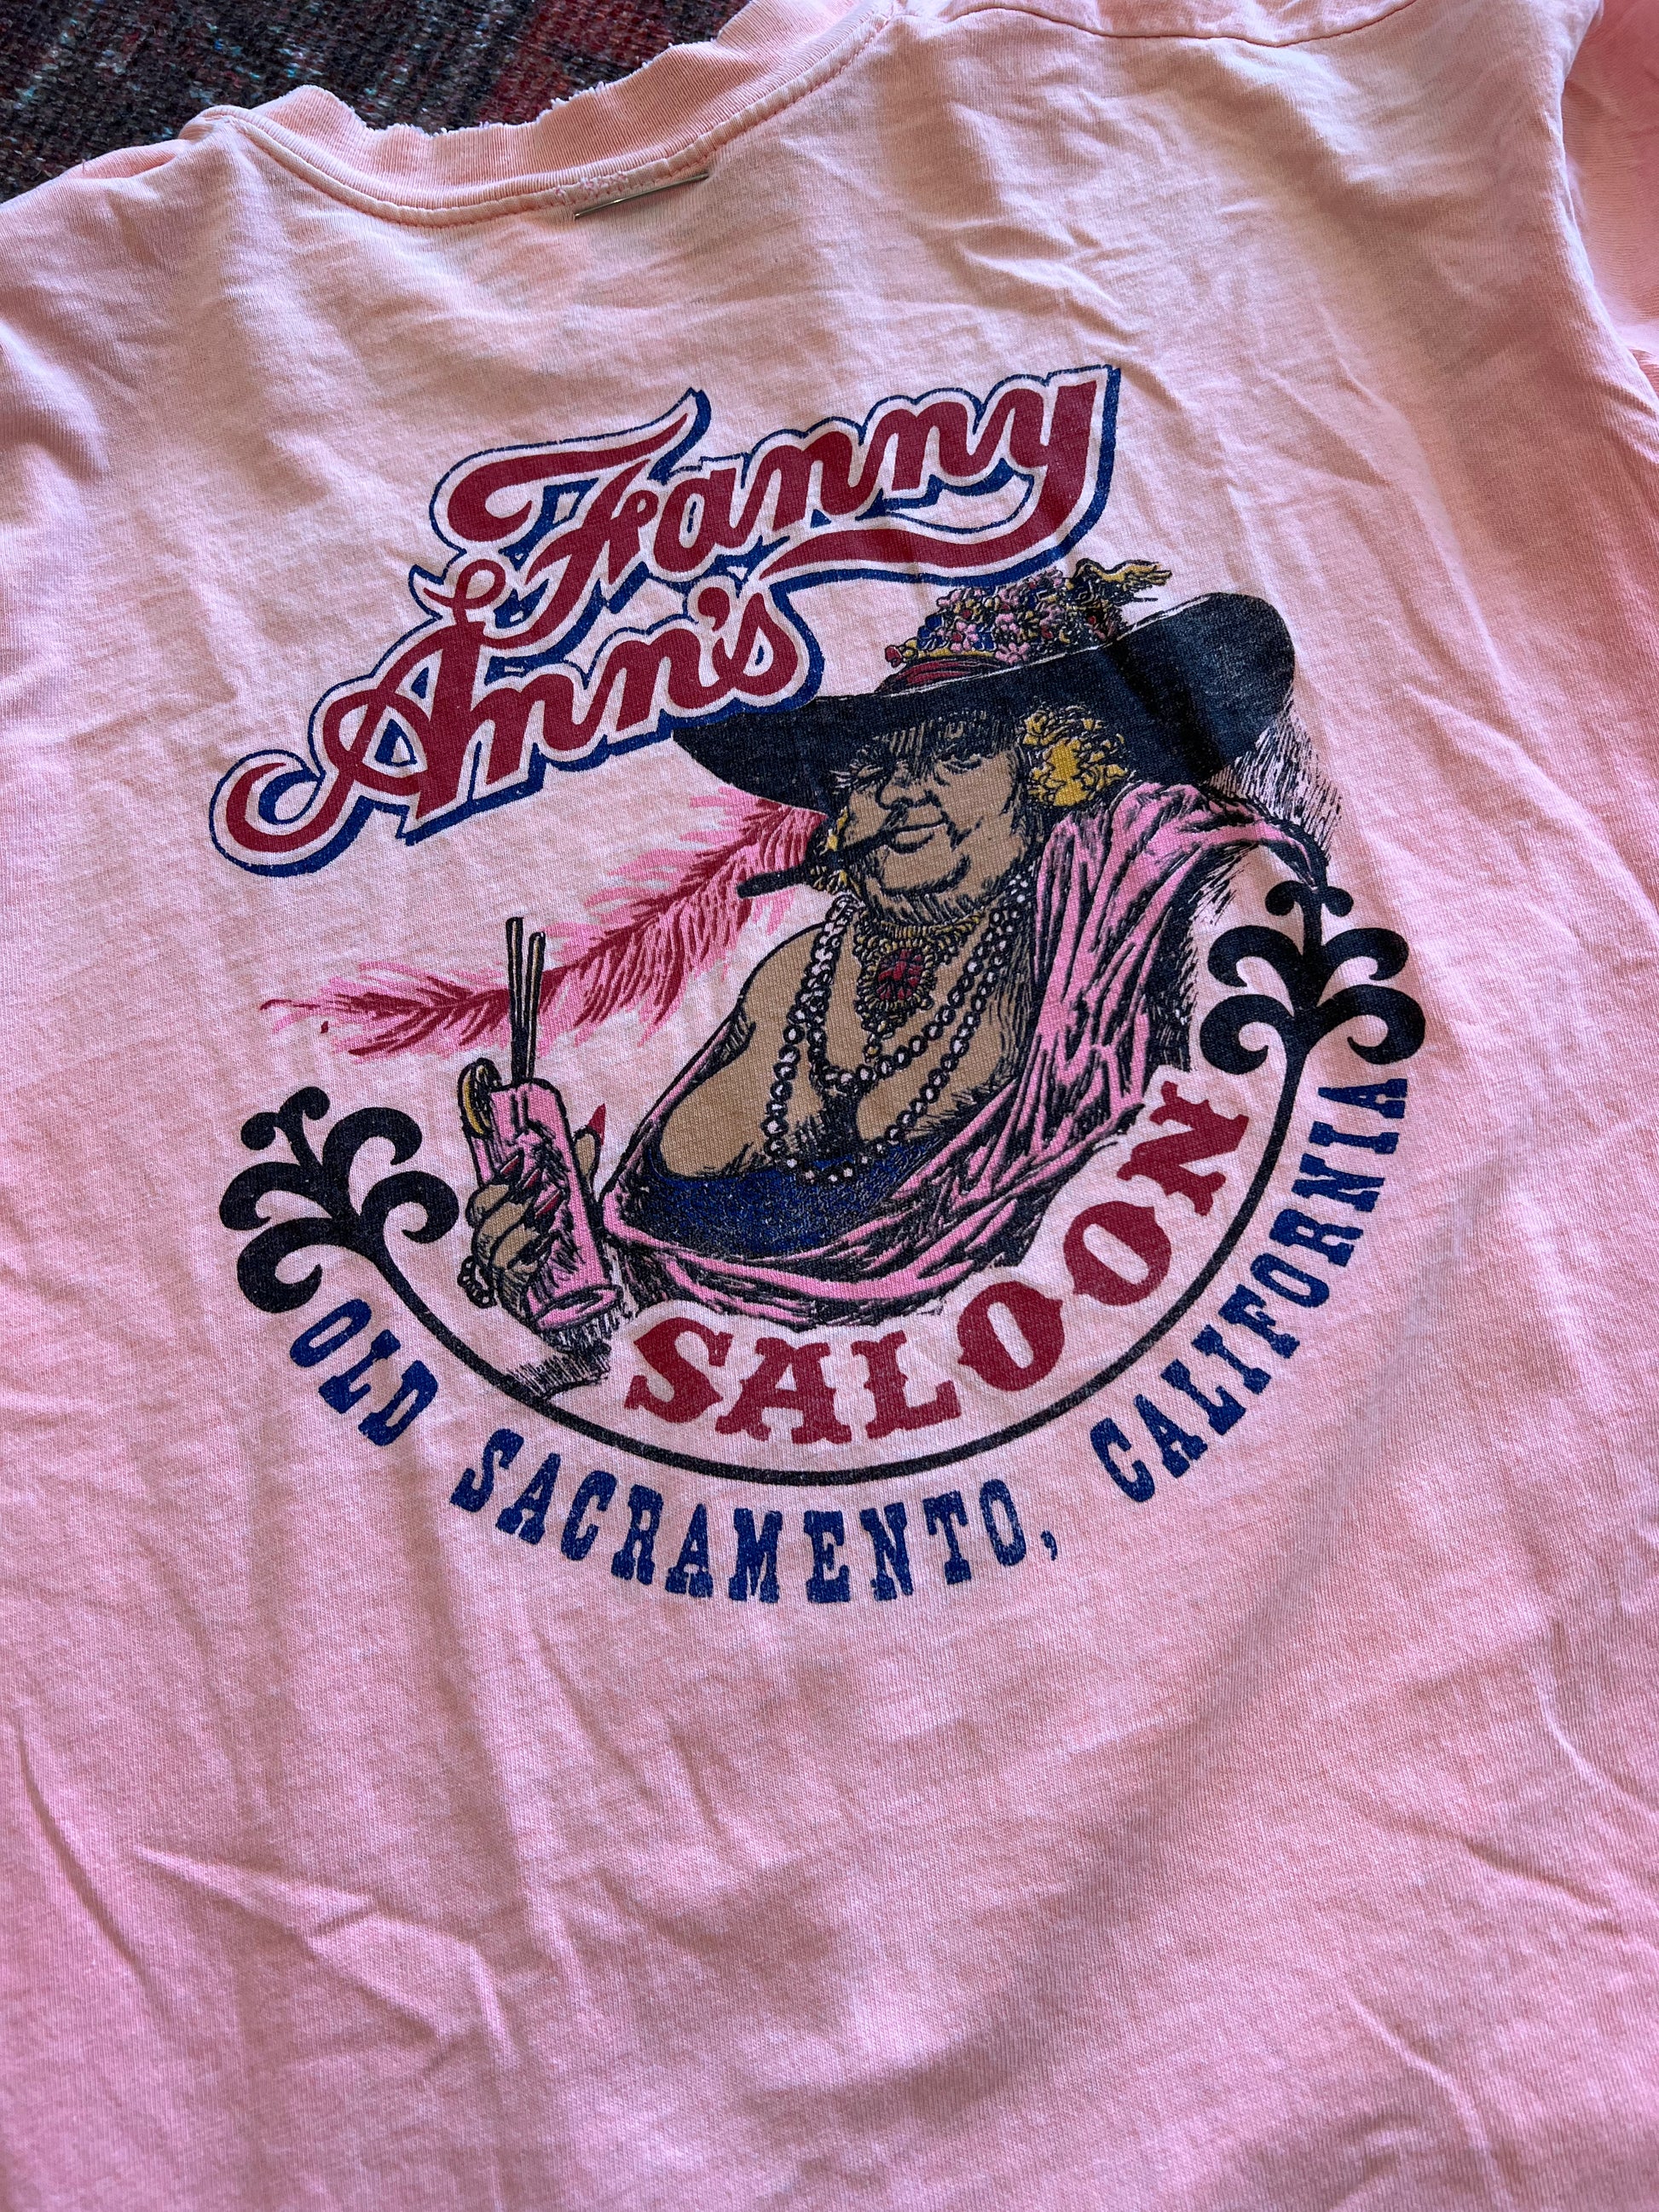 Fanny
Ann's
SALOON
OLD SACRAMENTO, CALIFORNIA